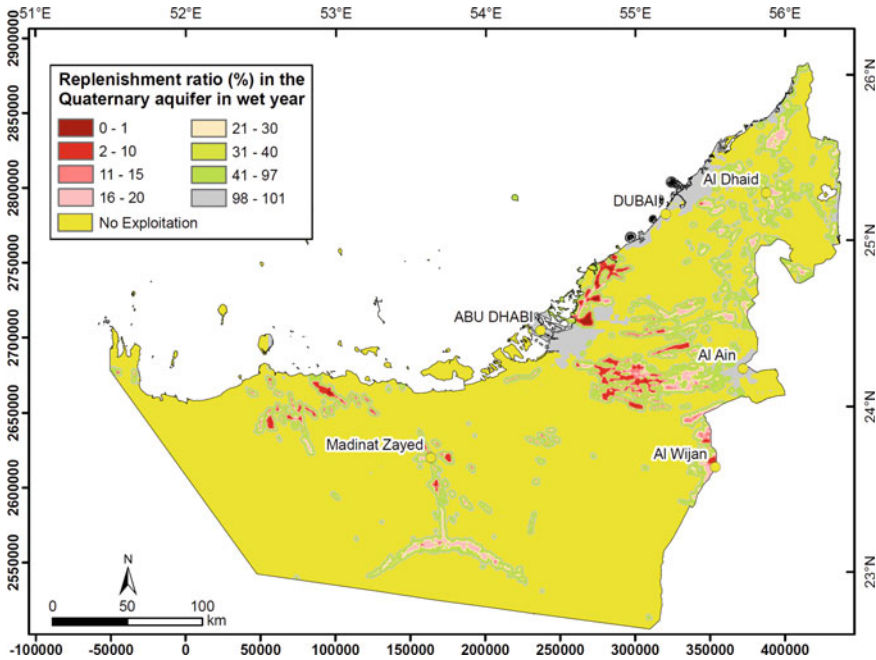 51°E 52°E 53°E 54°E 55°E 56°E
2900000
2850000
2800000
2750000
2700000
2650000
2600000
2550000
26°N
25°N
24°N
23°N
Replenishment ratio (%) in the
Quaternary aquifer in wet year
0 - 1
2 - 10
11 - 15
16 - 20
No Exploitation
21 - 30
31 - 40
41 - 97
98 - 101
Al Dhaid
DUBAI
ABU DHABI
Al Ain
Madinat Zayed
Al Wijan
N
0 50 100
km
-100000 -50000 0 50000 100000 150000 200000 250000 300000 350000 400000